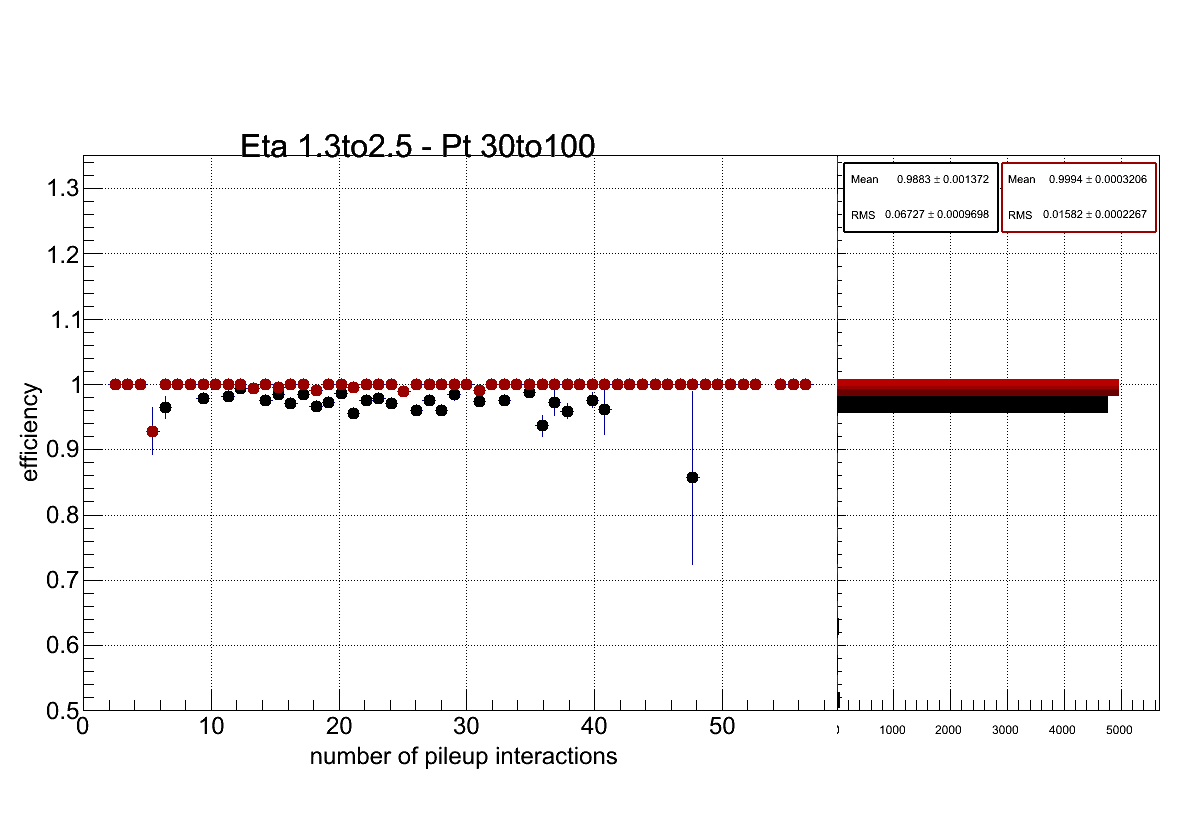 Eta 1.3to2.5 - Pt 30to100
Mean 0.9883 ± 0.001372
RMS 0.06727 ± 0.0009698
Mean 0.9994 ± 0.0003206
RMS 0.01582 ± 0.0002267
efficiency
1.3
1.2
1.1
1
0.9
0.8
0.7
0.6
0.5
0 10 20 30 40 50
number of pileup interactions
1000 2000 3000 4000 5000